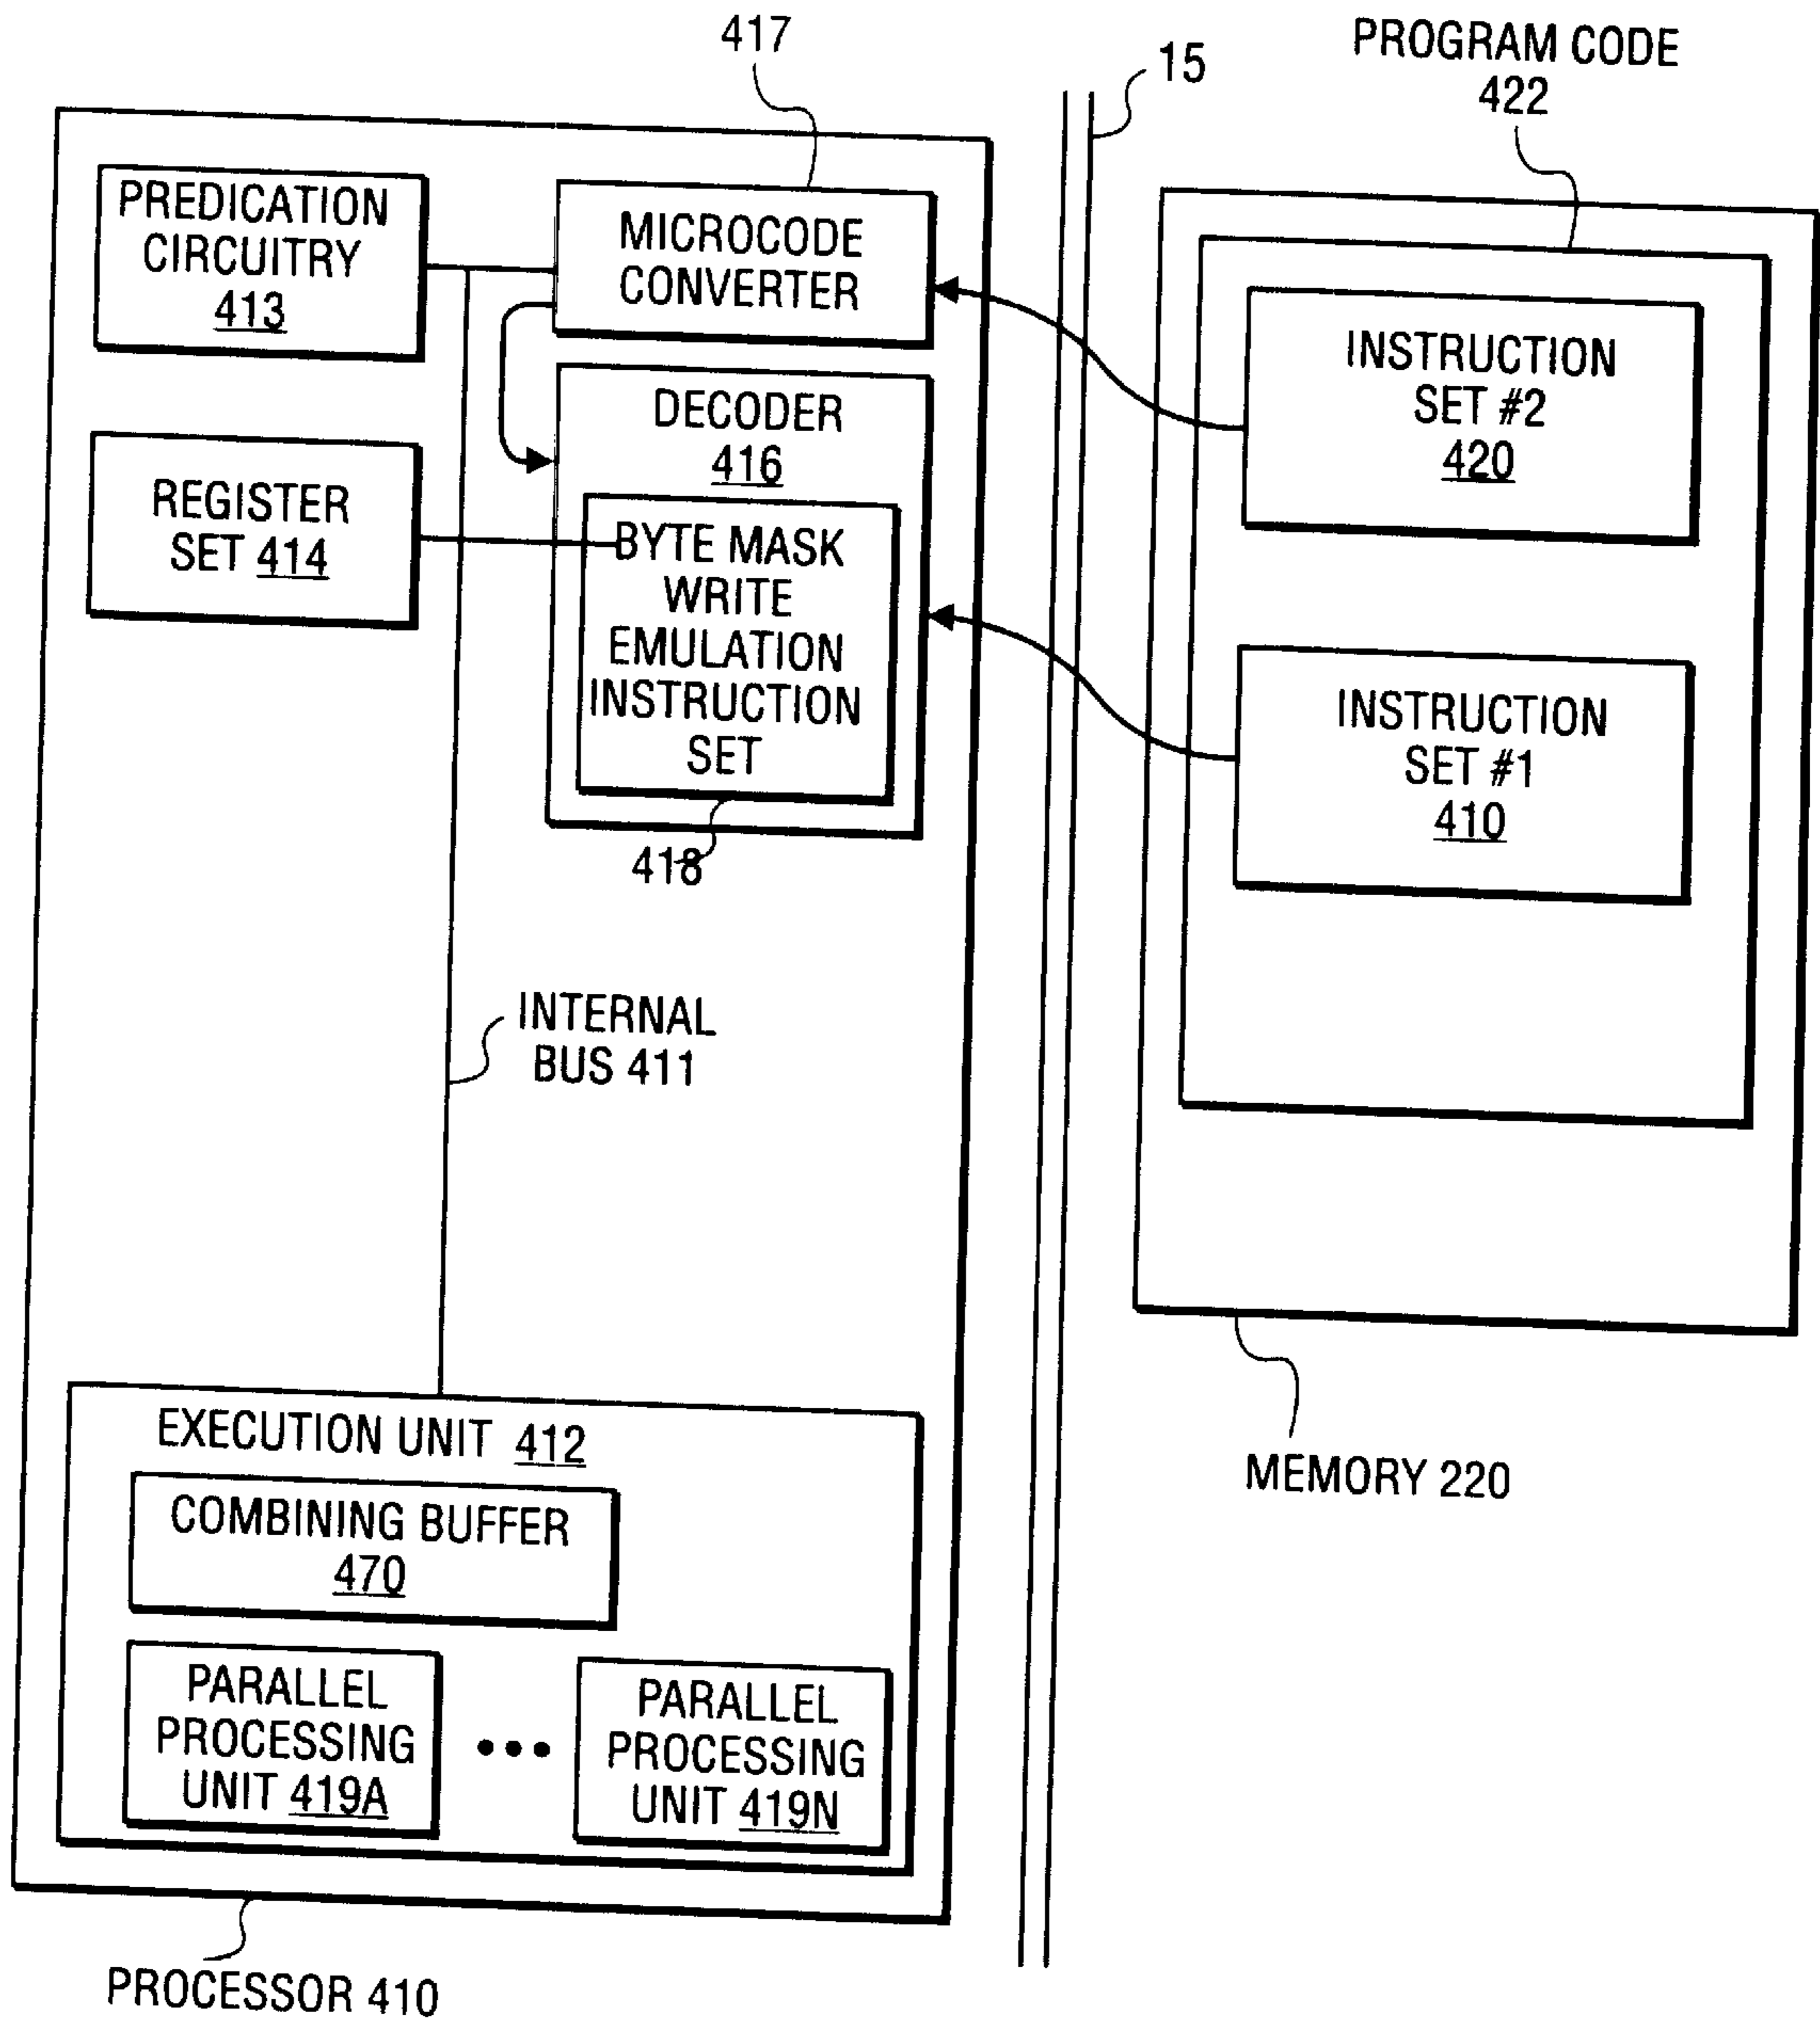 417
15
PROGRAM CODE
422
PREDICATION
CIRCUITRY
413
MICROCODE
CONVERTER
INSTRUCTION
SET #2
420
DECODER
416
REGISTER
SET 414
BYTE MASK
WRITE
EMULATION
INSTRUCTION
SET
418
INSTRUCTION
SET #1
410
INTERNAL
BUS 411
EXECUTION UNIT 412
COMBINING BUFFER
470
PARALLEL
PROCESSING
UNIT 419A
PARALLEL
PROCESSING
UNIT 419N
MEMORY 220
PROCESSOR 410